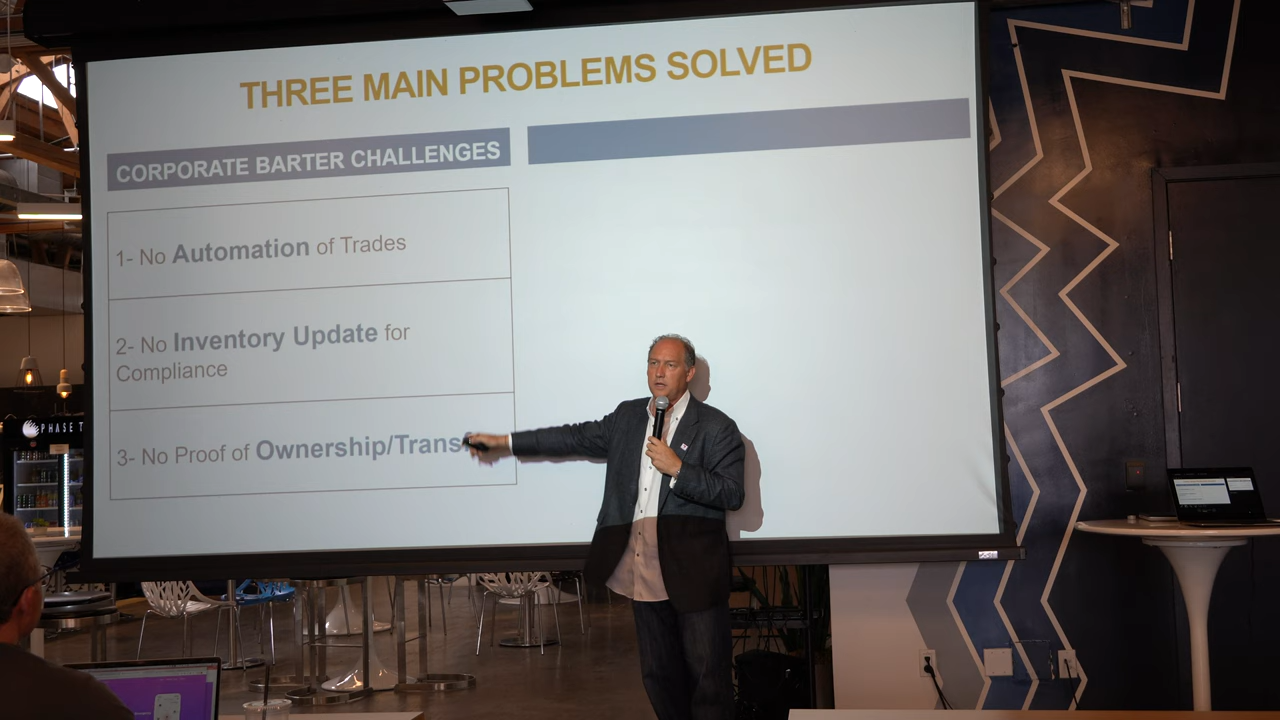 THREE MAIN PROBLEMS SOLVED
CORPORATE BARTER CHALLENGES
1- No Automation of Trades
2- No Inventory Update for
Compliance
3- No Proof of Ownership/Trans
PHASE T